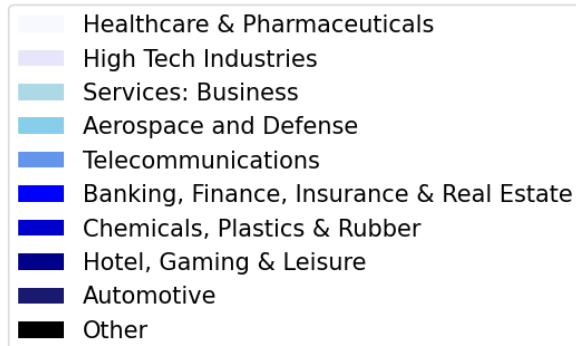 Healthcare & Pharmaceuticals
High Tech Industries
Services: Business
Aerospace and Defense
Telecommunications
Banking, Finance, Insurance & Real Estate
Chemicals, Plastics & Rubber
Hotel, Gaming & Leisure
Automotive
Other